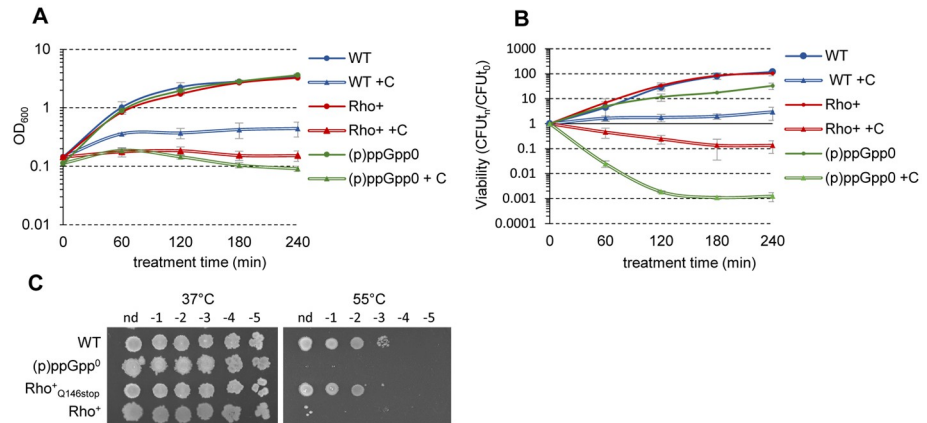 A
10
1
0.1
0.01
OD600
0 60 120 180 240
treatment time (min)
WT
WT +C
Rho+
Rho+ +C
(p)ppGpp0
(p)ppGpp0 + C
B
1000
100
10
1
0.1
0.01
0.001
0.0001
Viability (CFUtn/CFUt0)
0 60 120 180 240
treatment time (min)
WT
WT +C
Rho+
Rho+ +C
(p)ppGpp0
(p)ppGpp0 +C
C
37°C 55°C
nd -1 -2 -3 -4 -5 nd -1 -2 -3 -4 -5
WT
(p)ppGpp0
Rho+Q146stop
Rho+